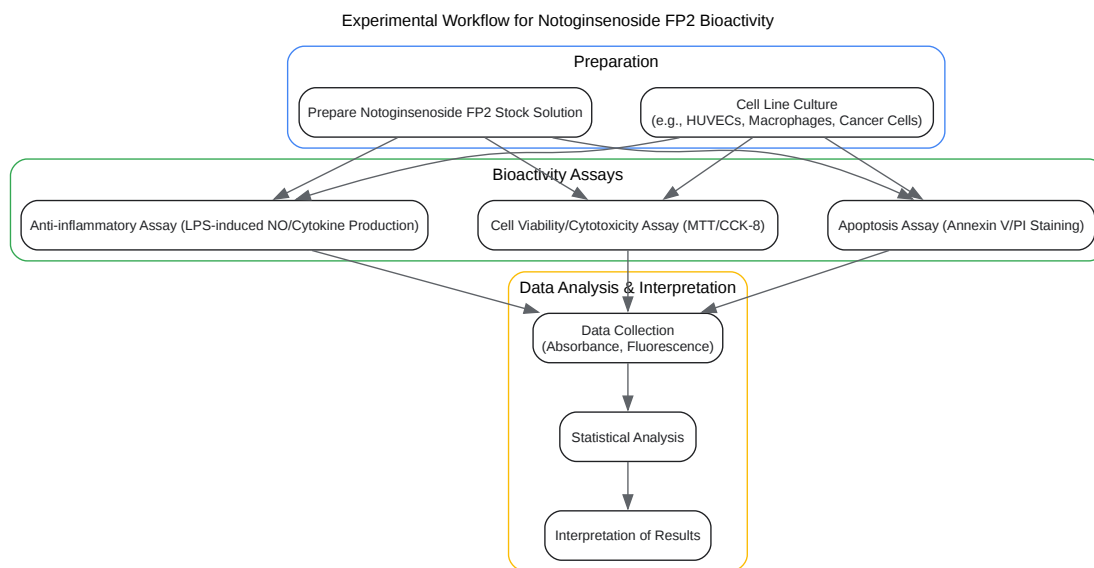 Experimental Workflow for Notoginsenoside FP2 Bioactivity
Preparation
Prepare Notoginsenoside FP2 Stock Solution
Cell Line Culture
(e.g., HUVECs, Macrophages, Cancer Cells)
Bioactivity Assays
Anti-inflammatory Assay (LPS-induced NO/Cytokine Production)
Cell Viability/Cytotoxicity Assay (MTT/CCK-8)
Apoptosis Assay (Annexin V/PI Staining)
Data Analysis & Interpretation
Data Collection
(Absorbance, Fluorescence)
Statistical Analysis
Interpretation of Results